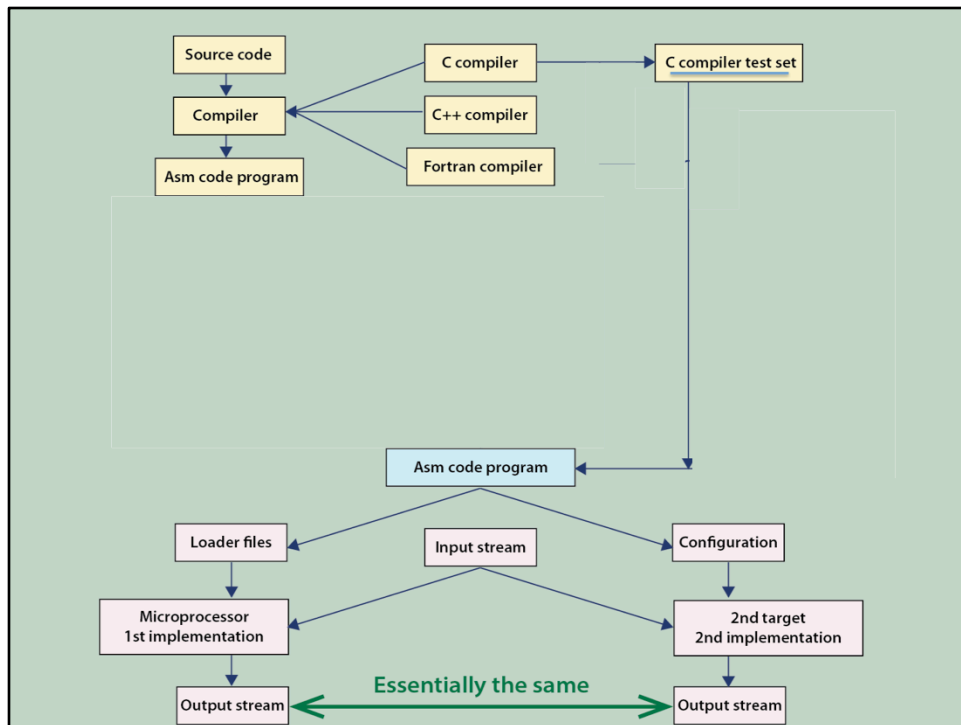 Source code
C compiler
C compiler test set
Compiler
C++ compiler
Asm code program
Fortran compiler
Asm code program
Loader files
Input stream
Configuration
Microprocessor
1st implementation
2nd target
2nd implementation
Essentially the same
Output stream
Output stream